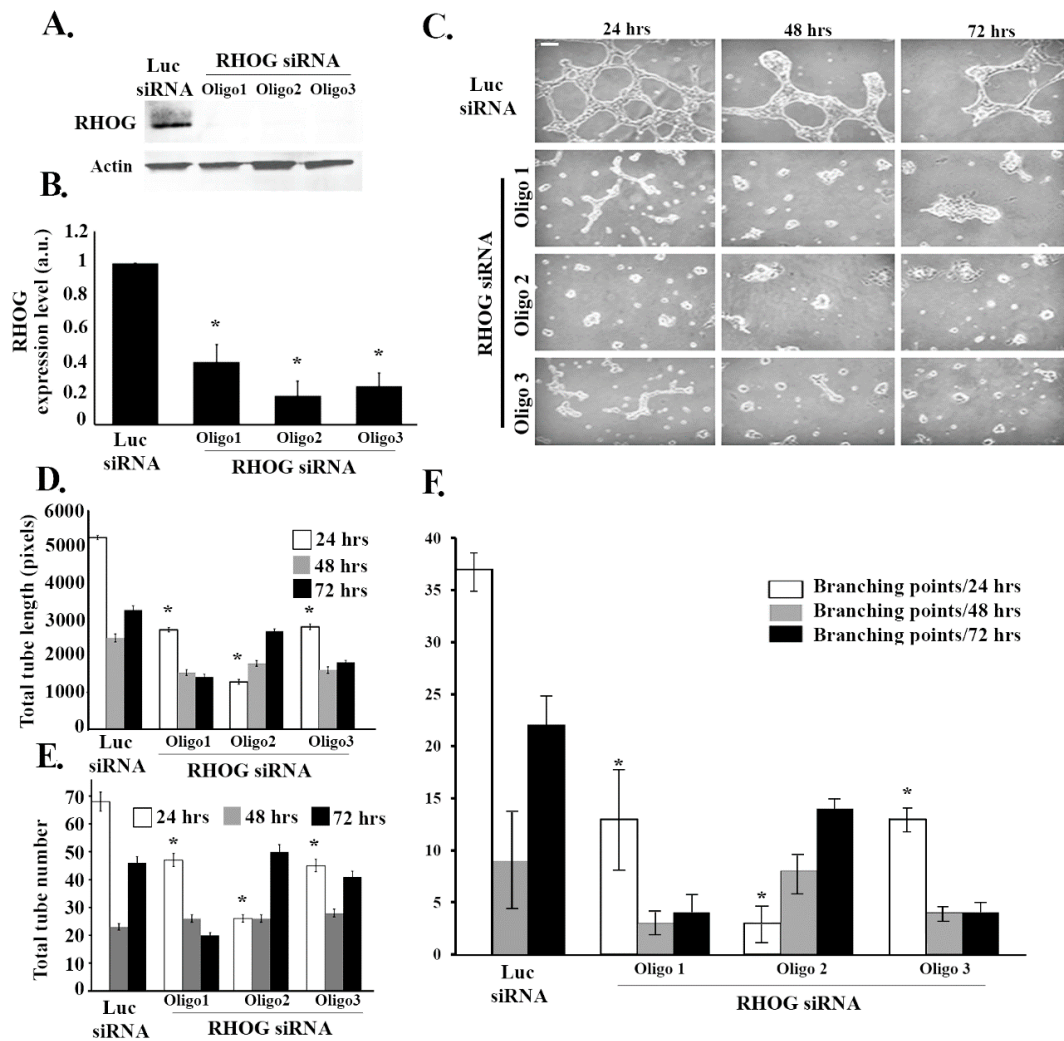 A.
Luc
siRNA
RHOG siRNA
Oligo1 Oligo2 Oligo3
RHOG
Actin
B.
RHOG
expression level (a.u.)
1.2
1
0.8
0.6
0.4
0.2
0
*
*
*
Luc
siRNA
Oligo1 Oligo2 Oligo3
RHOG siRNA
C.
24 hrs 48 hrs 72 hrs
Luc
siRNA
RHOG siRNA
Oligo 1
Oligo 2
Oligo 3
D.
Total tube length (pixels)
6000
5000
4000
3000
2000
1000
0
24 hrs
48 hrs
72 hrs
*
*
*
Luc
siRNA
Oligo1 Oligo2 Oligo3
RHOG siRNA
E.
Total tube number
70
60
50
40
30
20
10
0
24 hrs 48 hrs 72 hrs
*
*
*
Luc
siRNA
Oligo1 Oligo2 Oligo3
RHOG siRNA
F.
40
35
30
25
20
15
10
5
0
Branching points/24 hrs
Branching points/48 hrs
Branching points/72 hrs
*
*
*
Luc
siRNA
Oligo 1 Oligo 2 Oligo 3
RHOG siRNA